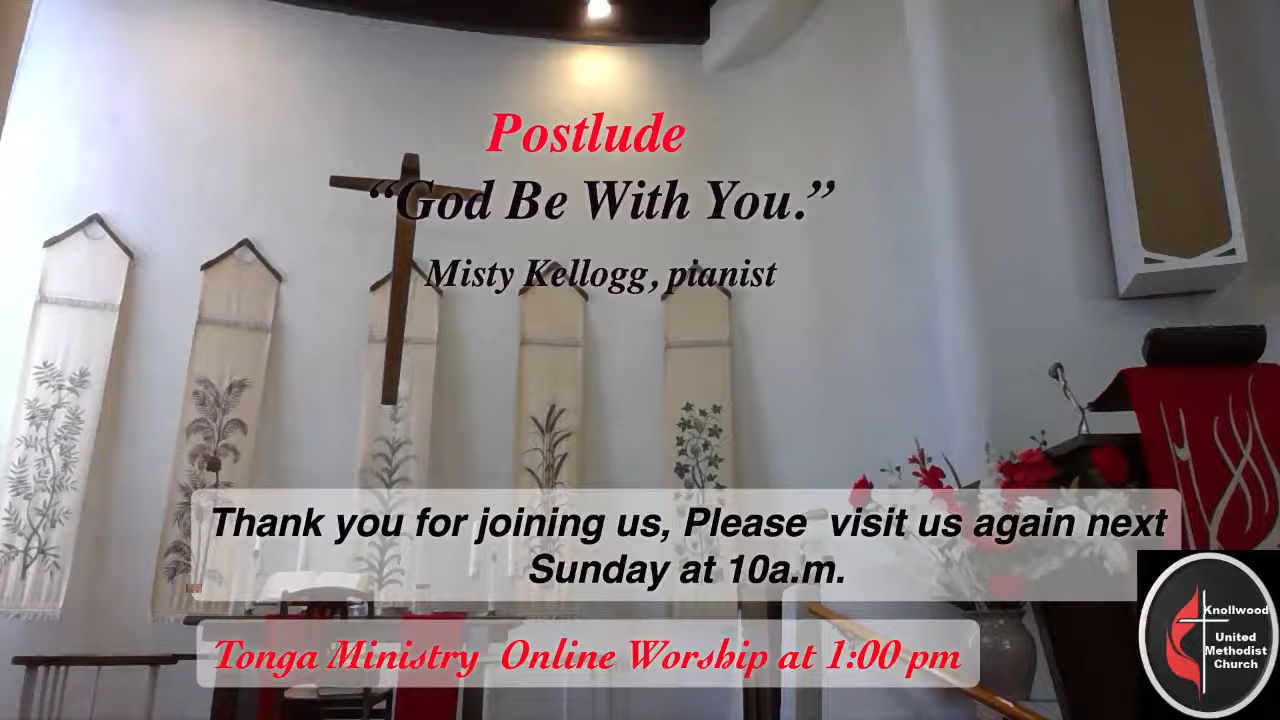 Postlude
“God Be With You.”
Misty Kellogg, pianist
Thank you for joining us, Please  visit us again next
Sunday at 10a.m.
Tonga Ministry  Online Worship at 1:00 pm
Knollwood
United
Methodist
Church